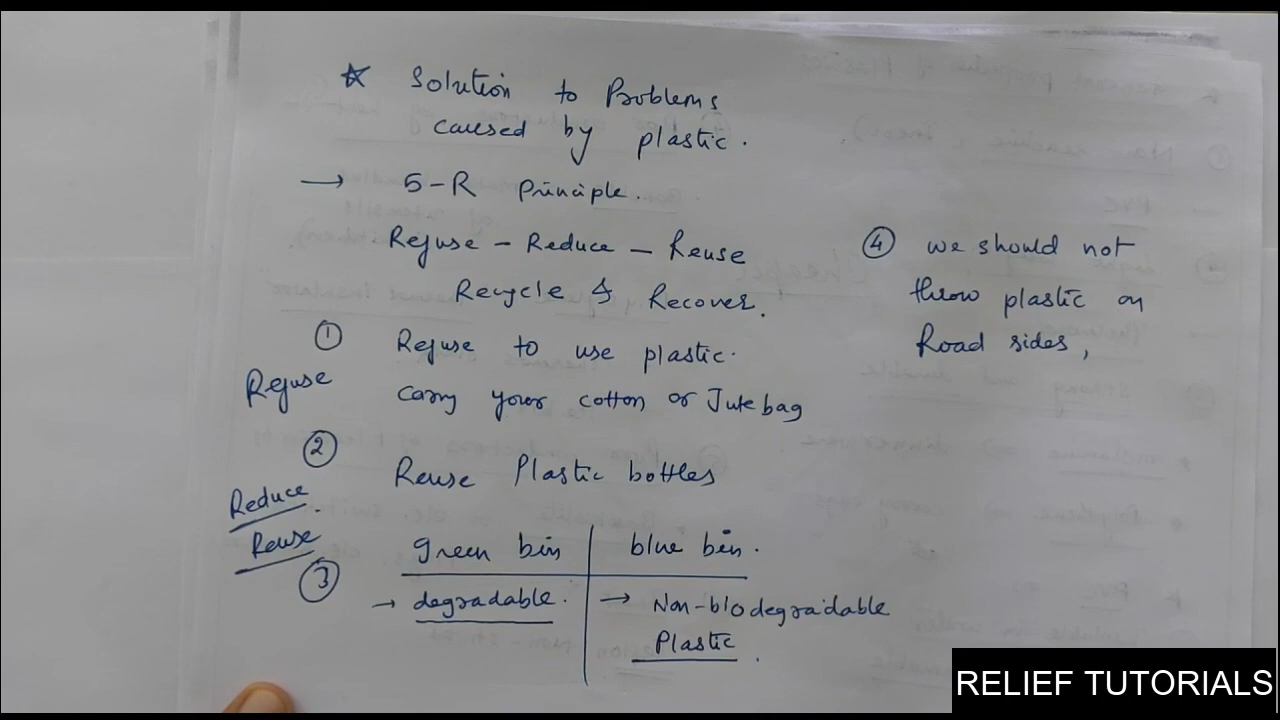 ☆ Solution to Problems
caused by plastic.
→ 5-R Principle.
Refuse - Reduce - Reuse
Recycle & Recover.
① Refuse to use plastic.
Refuse carry your cotton or Jute bag
② Reuse Plastic bottles
Reduce
Reuse
③ green bin | blue bin.
→ degradable. → Non-biodegradable
Plastic.
④ we should not
throw plastic on
Road sides,
RELIEF TUTORIALS